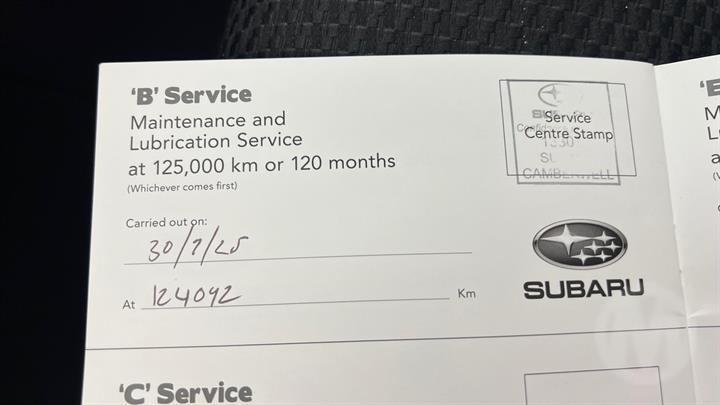 'B' Service
Maintenance and
Lubrication Service
at 125,000 km or 120 months
(Whichever comes first)
Carried out on:
30/7/25
At 124092 Km
Service
Centre Stamp
CAMBERWELL
SUBARU
'C' Service